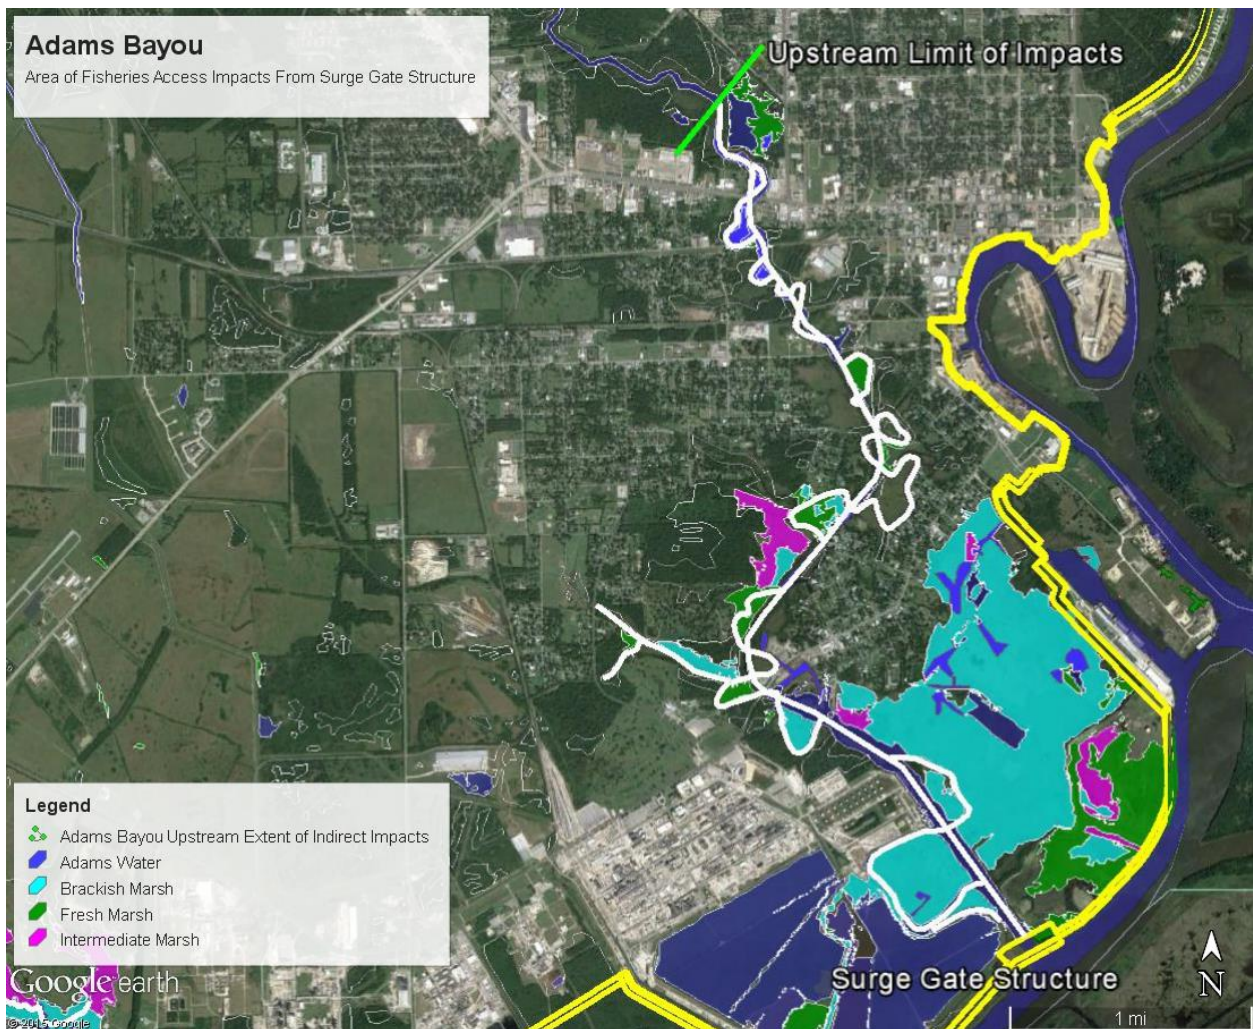 Adams Bayou
Area of Fisheries Access Impacts From Surge Gate Structure
Upstream Limit of Impacts
Legend
Adams Bayou Upstream Extent of Indirect Impacts
Adams Water
Brackish Marsh
Fresh Marsh
Intermediate Marsh
Google earth
© 2015 Google
Surge Gate Structure
N
1 mi